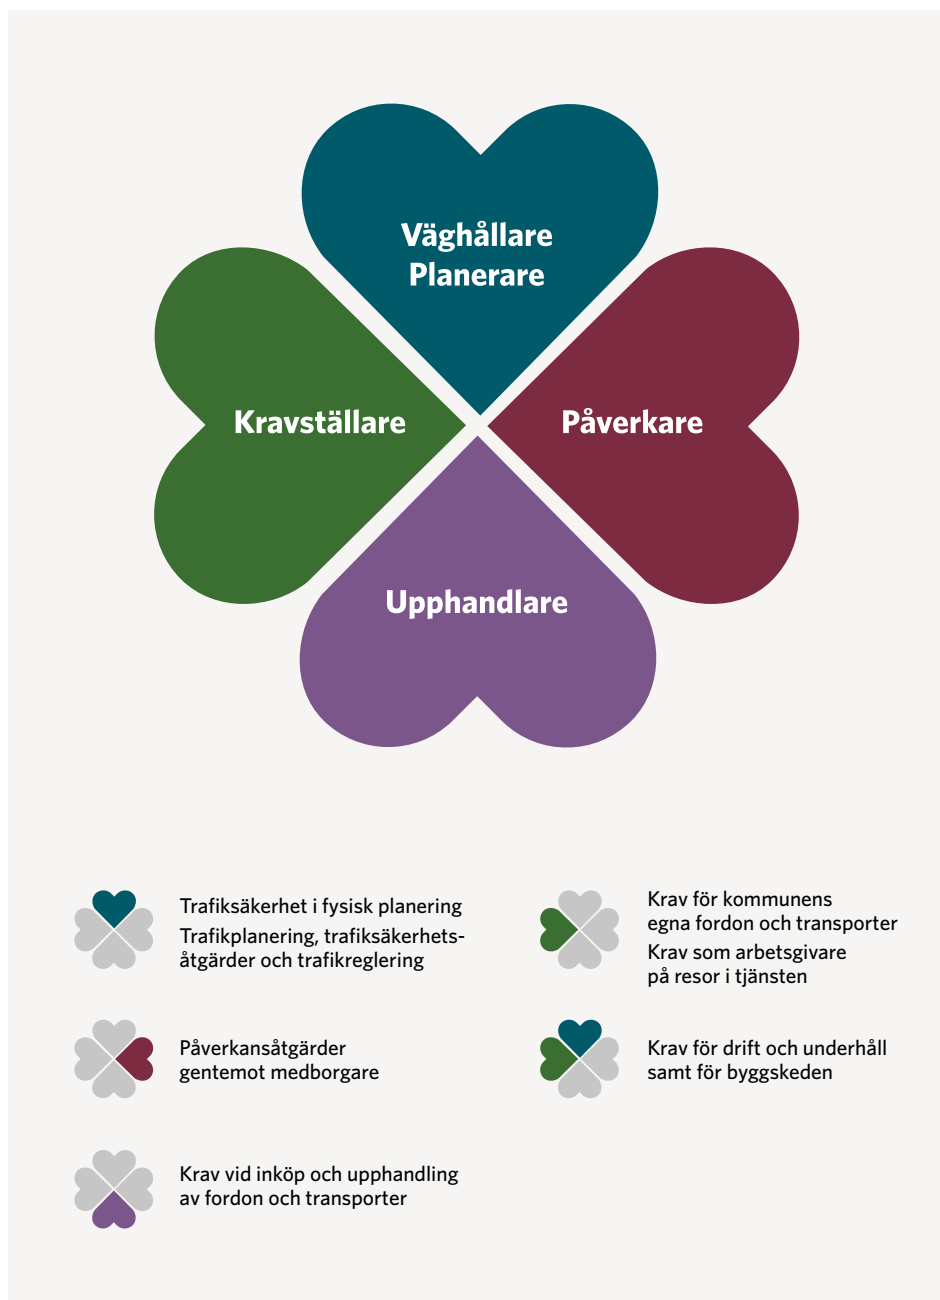 Väghållare
Planerare
Kravställare
Påverkare
Upphandlare
Trafiksäkerhet i fysisk planering
Trafikplanering, trafiksäkerhets-
åtgärder och trafikreglering
Påverkansåtgärder
gentemot medborgare
Krav vid inköp och upphandling
av fordon och transporter
Krav för kommunens
egna fordon och transporter
Krav som arbetsgivare
på resor i tjänsten
Krav för drift och underhåll
samt för byggskeden